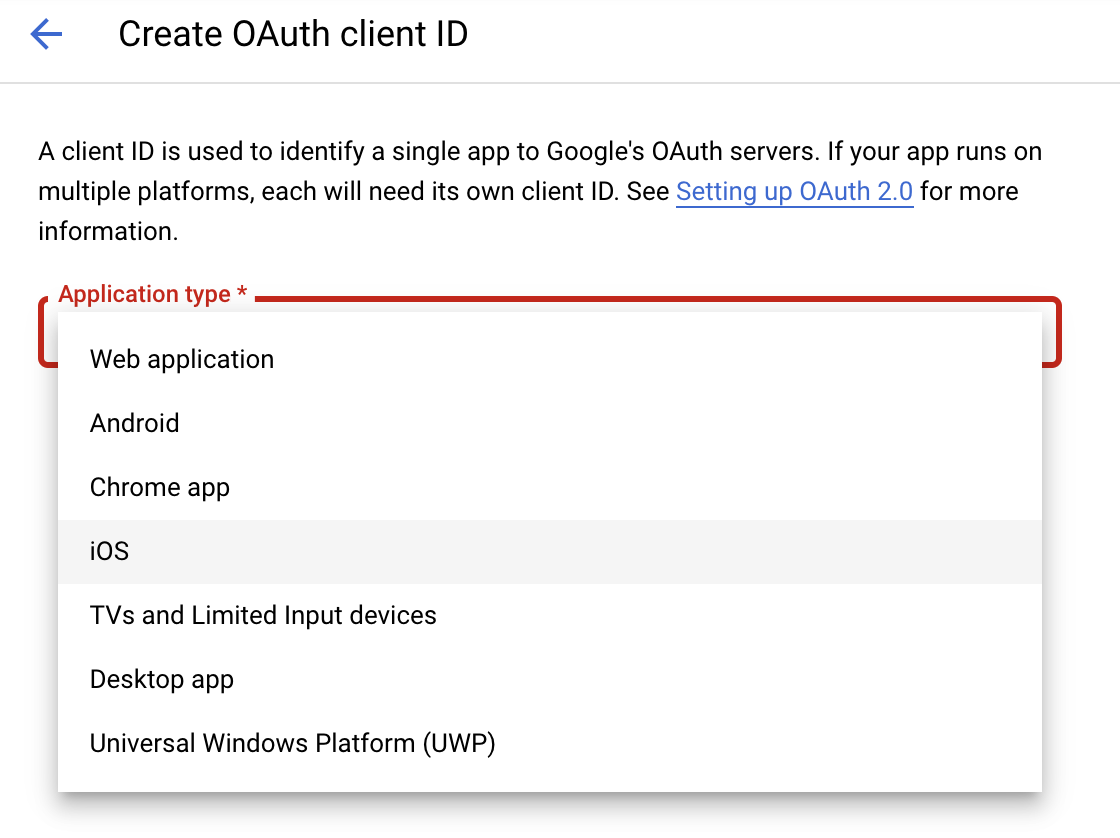 Create OAuth client ID
A client ID is used to identify a single app to Google's OAuth servers. If your app runs on
multiple platforms, each will need its own client ID. See Setting up OAuth 2.0 for more
information.
Application type *
Web application
Android
Chrome app
iOS
TVs and Limited Input devices
Desktop app
Universal Windows Platform (UWP)